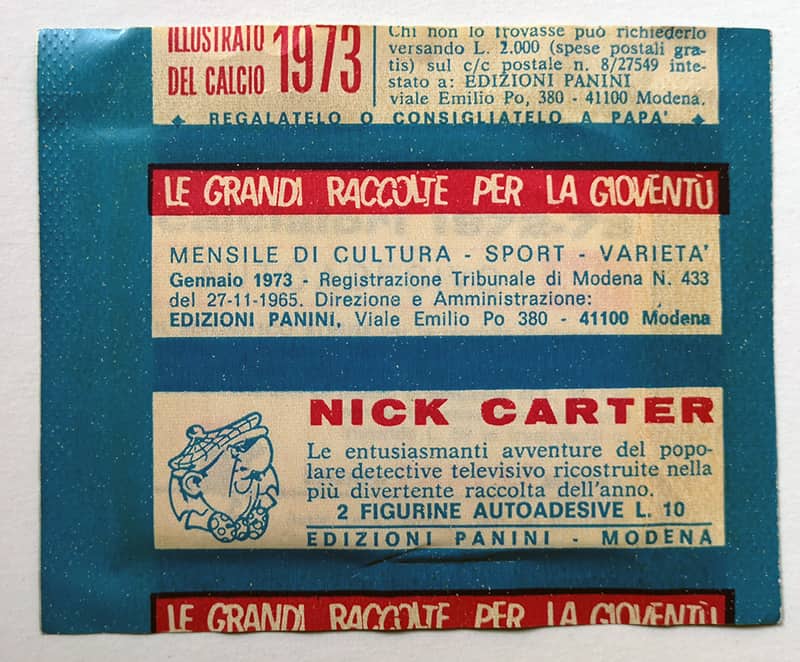 ILLUSTRATO
DEL CALCIO 1973
Chi non lo trovasse può richiederlo
versando L. 2.000 (spese postali gra-
tis) sul c/c postale n. 8/27549 inte-
stato a: EDIZIONI PANINI
viale Emilio Po, 380 - 41100 Modena.
REGALATELO O CONSIGLIATELO A PAPA'
LE GRANDI RACCOLTE PER LA GIOVENTÙ
MENSILE DI CULTURA - SPORT - VARIETA'
Gennaio 1973 - Registrazione Tribunale di Modena N. 433
del 27-11-1965. Direzione e Amministrazione:
EDIZIONI PANINI, Viale Emilio Po 380 - 41100 Modena
NICK CARTER
Le entusiasmanti avventure del popo-
lare detective televisivo ricostruite nella
più divertente raccolta dell'anno.
2 FIGURINE AUTOADESIVE L. 10
EDIZIONI PANINI - MODENA
LE GRANDI RACCOLTE PER LA GIOVENTÙ